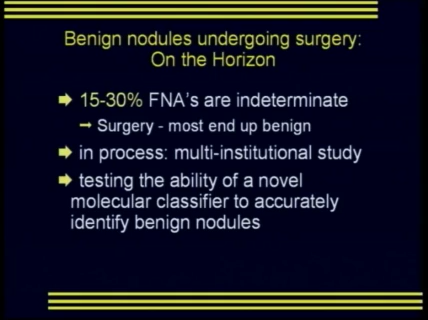 Benign nodules undergoing surgery:
On the Horizon
15-30% FNA's are indeterminate
Surgery - most end up benign
in process: multi-institutional study
testing the ability of a novel
molecular classifier to accurately
identify benign nodules